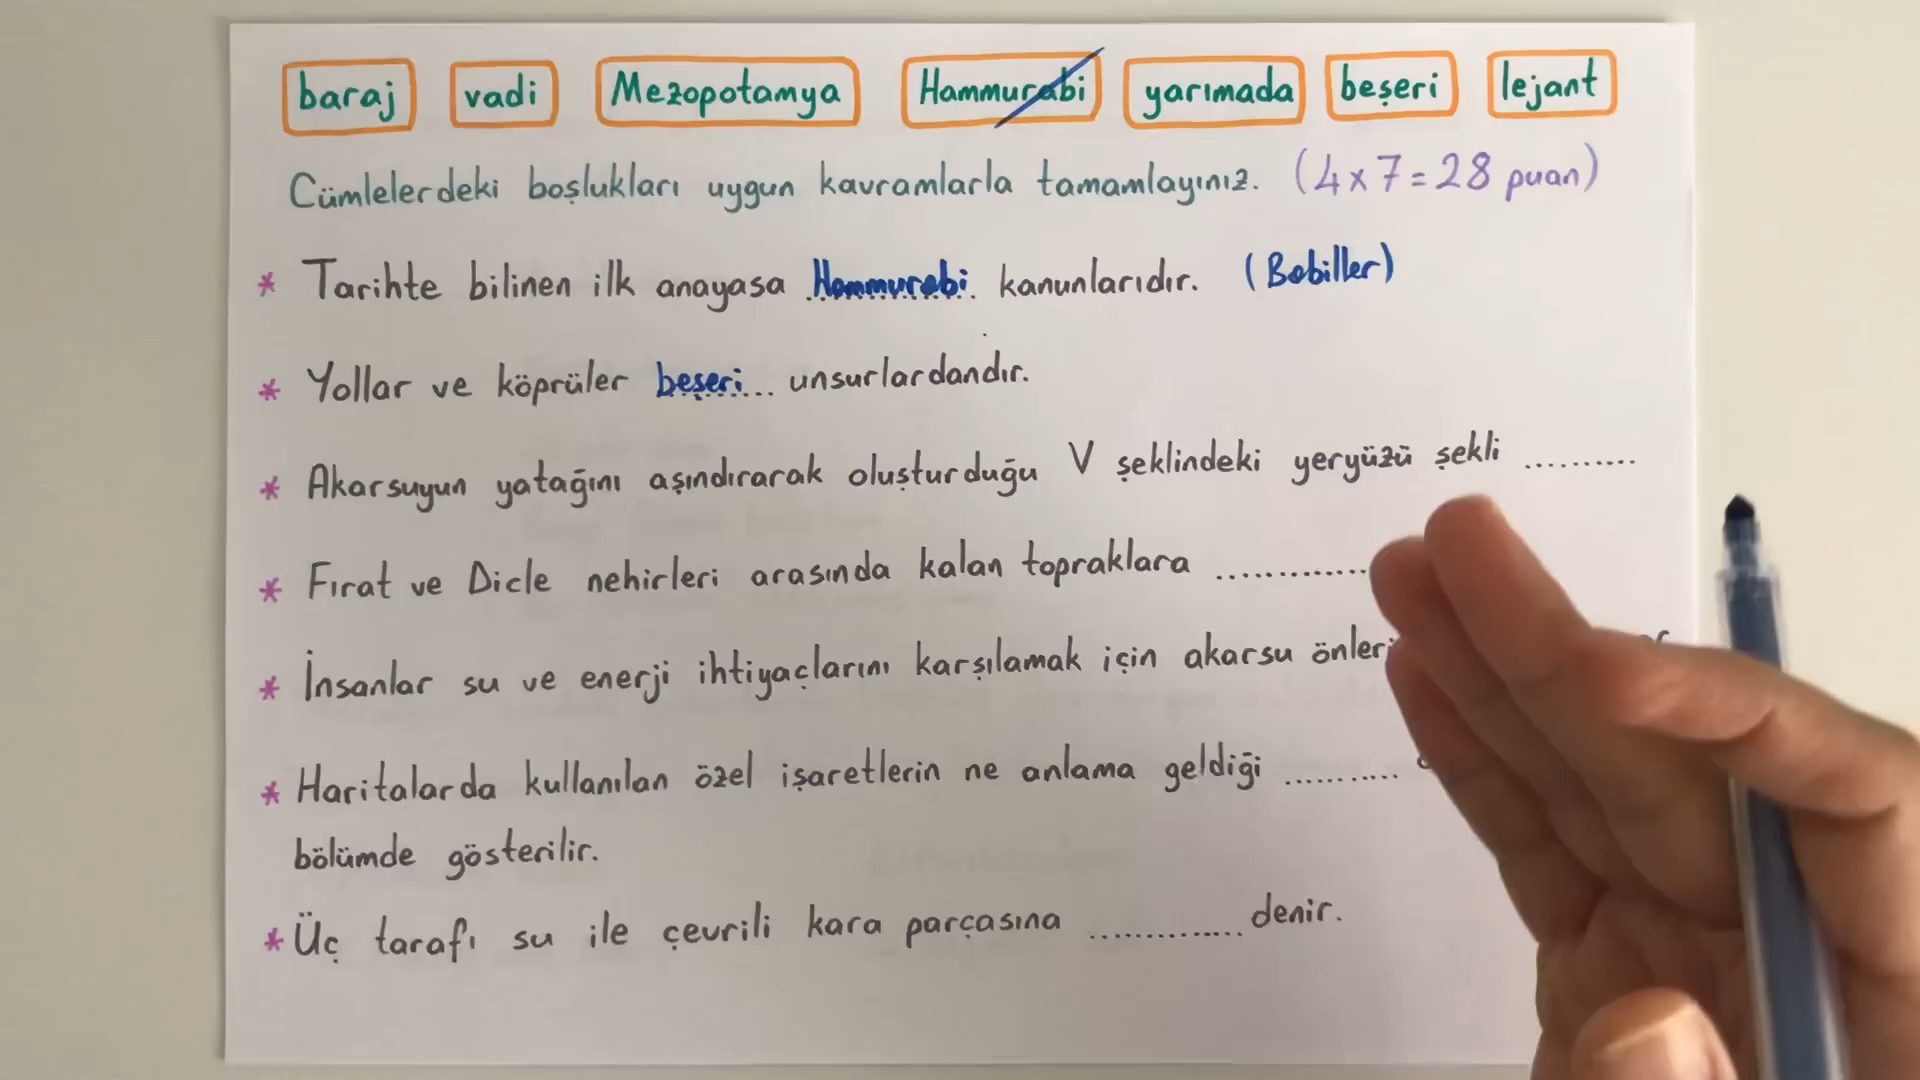 baraj vadi Mezopotamya Hammurabi yarımada beşeri lejant
Cümlelerdeki boşlukları uygun kavramlarla tamamlayınız. (4x7=28 puan)
* Tarihte bilinen ilk anayasa Hammurabi kanunlarıdır. (Babiller)
* Yollar ve köprüler beşeri... unsurlardandır.
* Akarsuyun yatağını aşındırarak oluşturduğu V şeklindeki yeryüzü şekli ..........
* Fırat ve Dicle nehirleri arasında kalan topraklara .............
* İnsanlar su ve enerji ihtiyaçlarını karşılamak için akarsu önleri
* Haritalarda kullanılan özel işaretlerin ne anlama geldiği ..........
bölümde gösterilir.
* Üç tarafı su ile çevrili kara parçasına ............. denir.